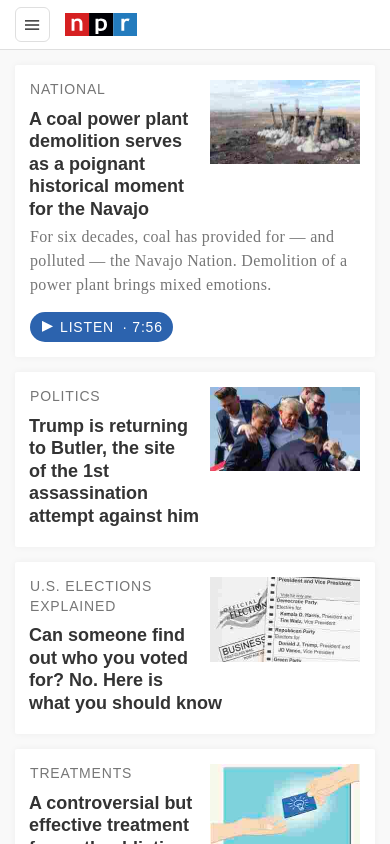 npr
NATIONAL
A coal power plant
demolition serves
as a poignant
historical moment
for the Navajo
For six decades, coal has provided for — and
polluted — the Navajo Nation. Demolition of a
power plant brings mixed emotions.
LISTEN · 7:56
POLITICS
Trump is returning
to Butler, the site
of the 1st
assassination
attempt against him
U.S. ELECTIONS
EXPLAINED
Can someone find
out who you voted
for? No. Here is
what you should know
OFFICIAL
ELECTION
BUSINESS
President and Vice President
Vote for only one
Democratic Party
Electors for
Kamala D. Harris, President and
Tim Walz, Vice President
Republican Party
Electors for
Donald J. Trump, President and
JD Vance, Vice President
Green Party
TREATMENTS
A controversial but
effective treatment